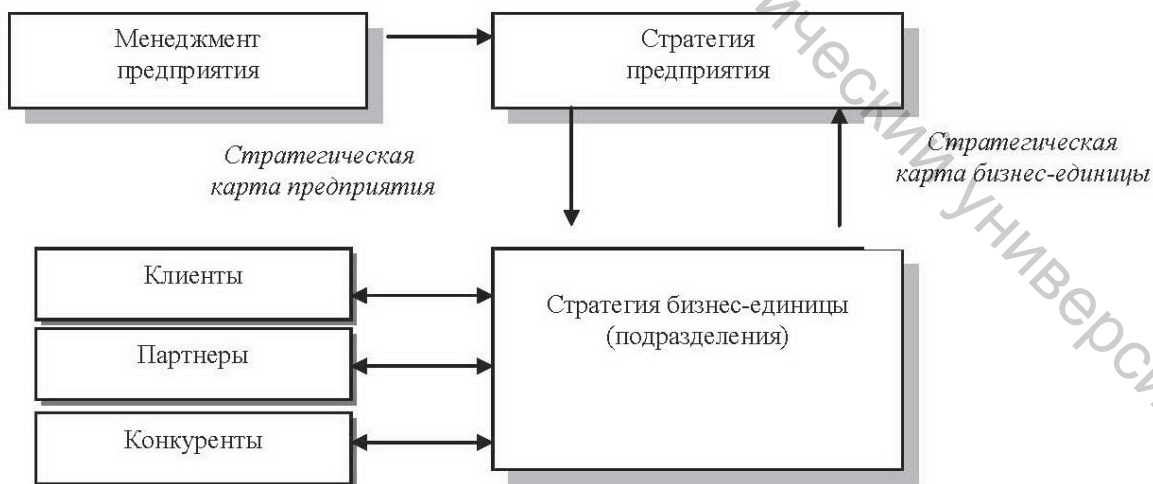 Менеджмент
предприятия
Стратегия
предприятия
Стратегическая
карта предприятия
Стратегическая
карта бизнес-единицы
Клиенты
Партнеры
Конкуренты
Стратегия бизнес-единицы
(подразделения)